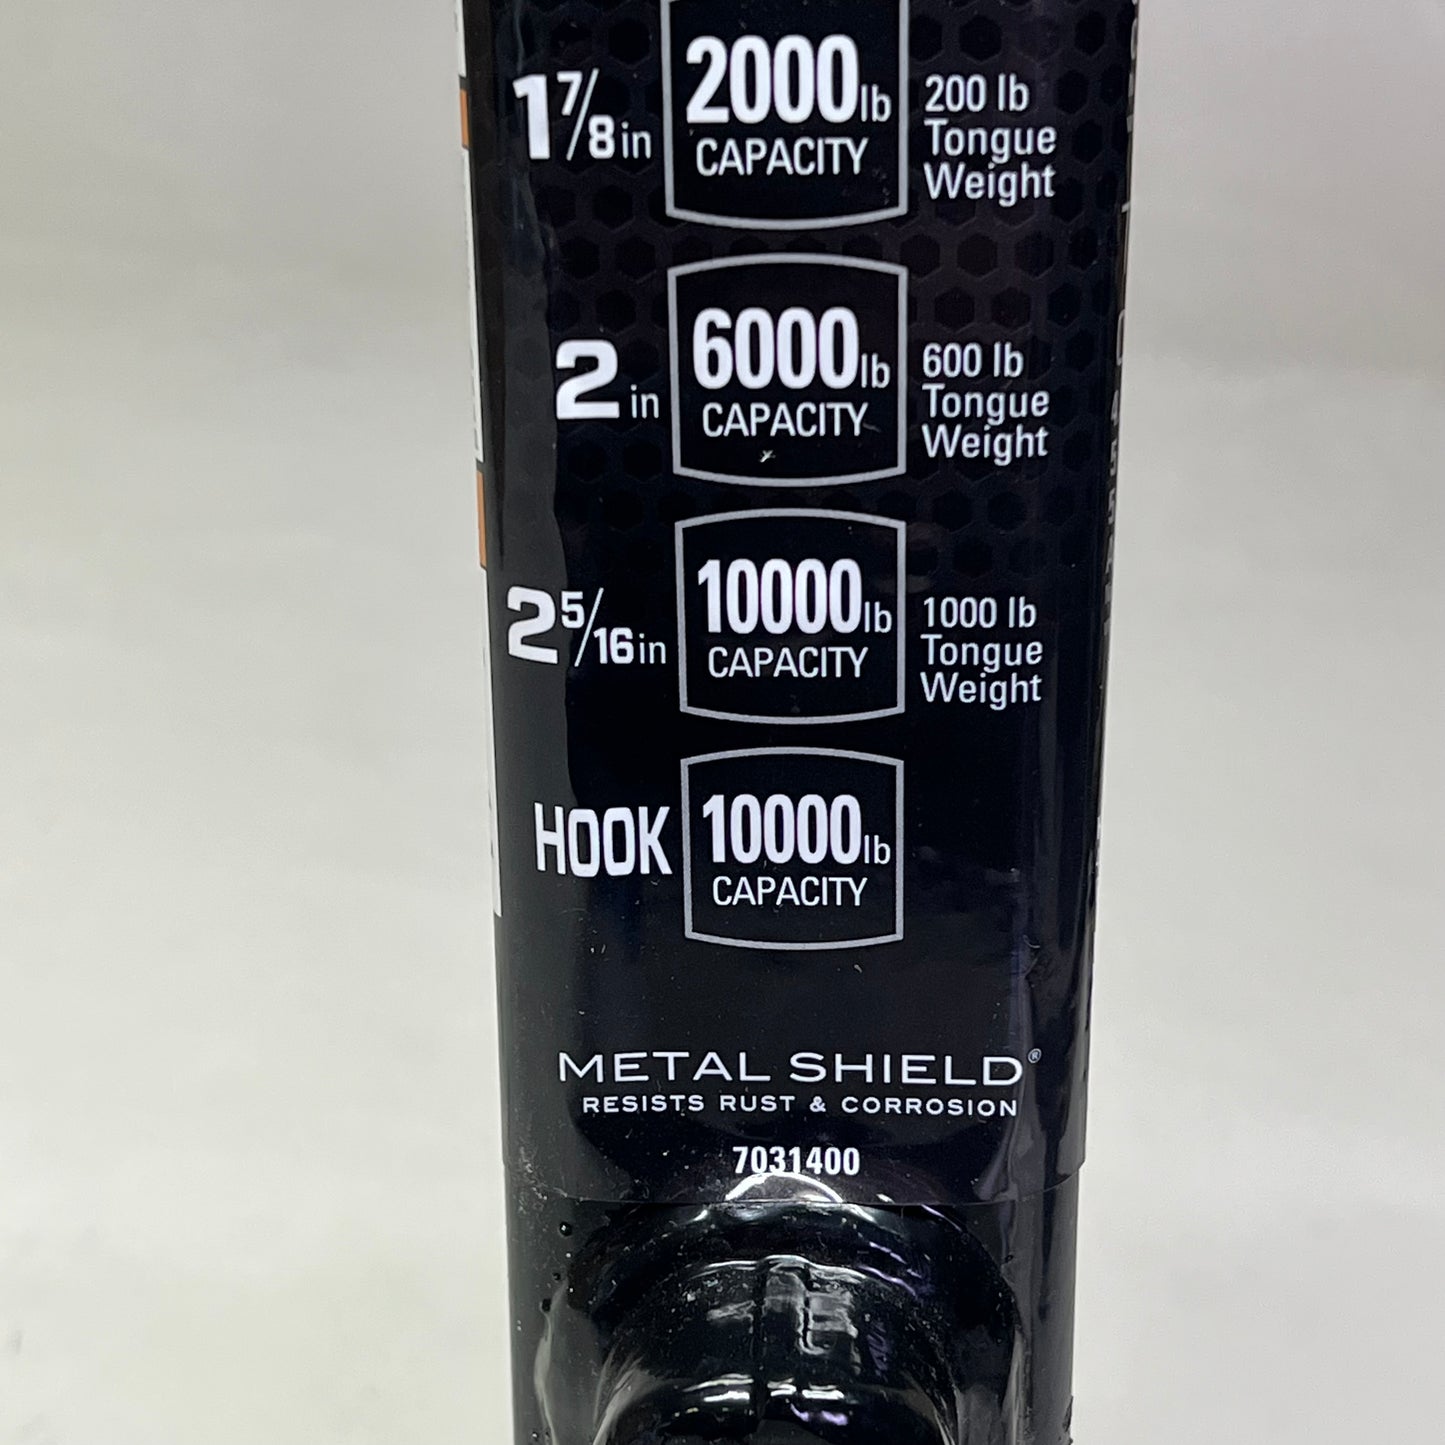 1 7/8 in
2000 lb
CAPACITY
200 lb
Tongue
Weight
2 in
6000 lb
CAPACITY
600 lb
Tongue
Weight
2 5/16 in
10000 lb
CAPACITY
1000 lb
Tongue
Weight
HOOK
10000 lb
CAPACITY
METAL SHIELD®
RESISTS RUST & CORROSION
7031400